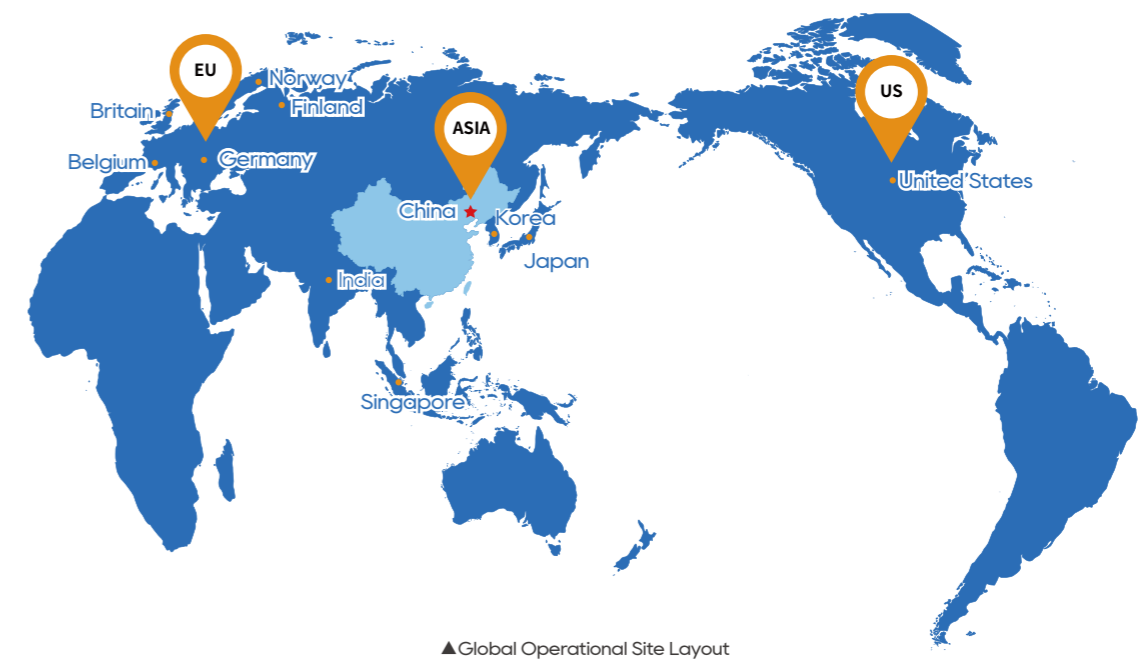 EU
Norway
Finland
Britain
Belgium
Germany
ASIA
China
Korea
Japan
India
Singapore
US
United States
▲Global Operational Site Layout